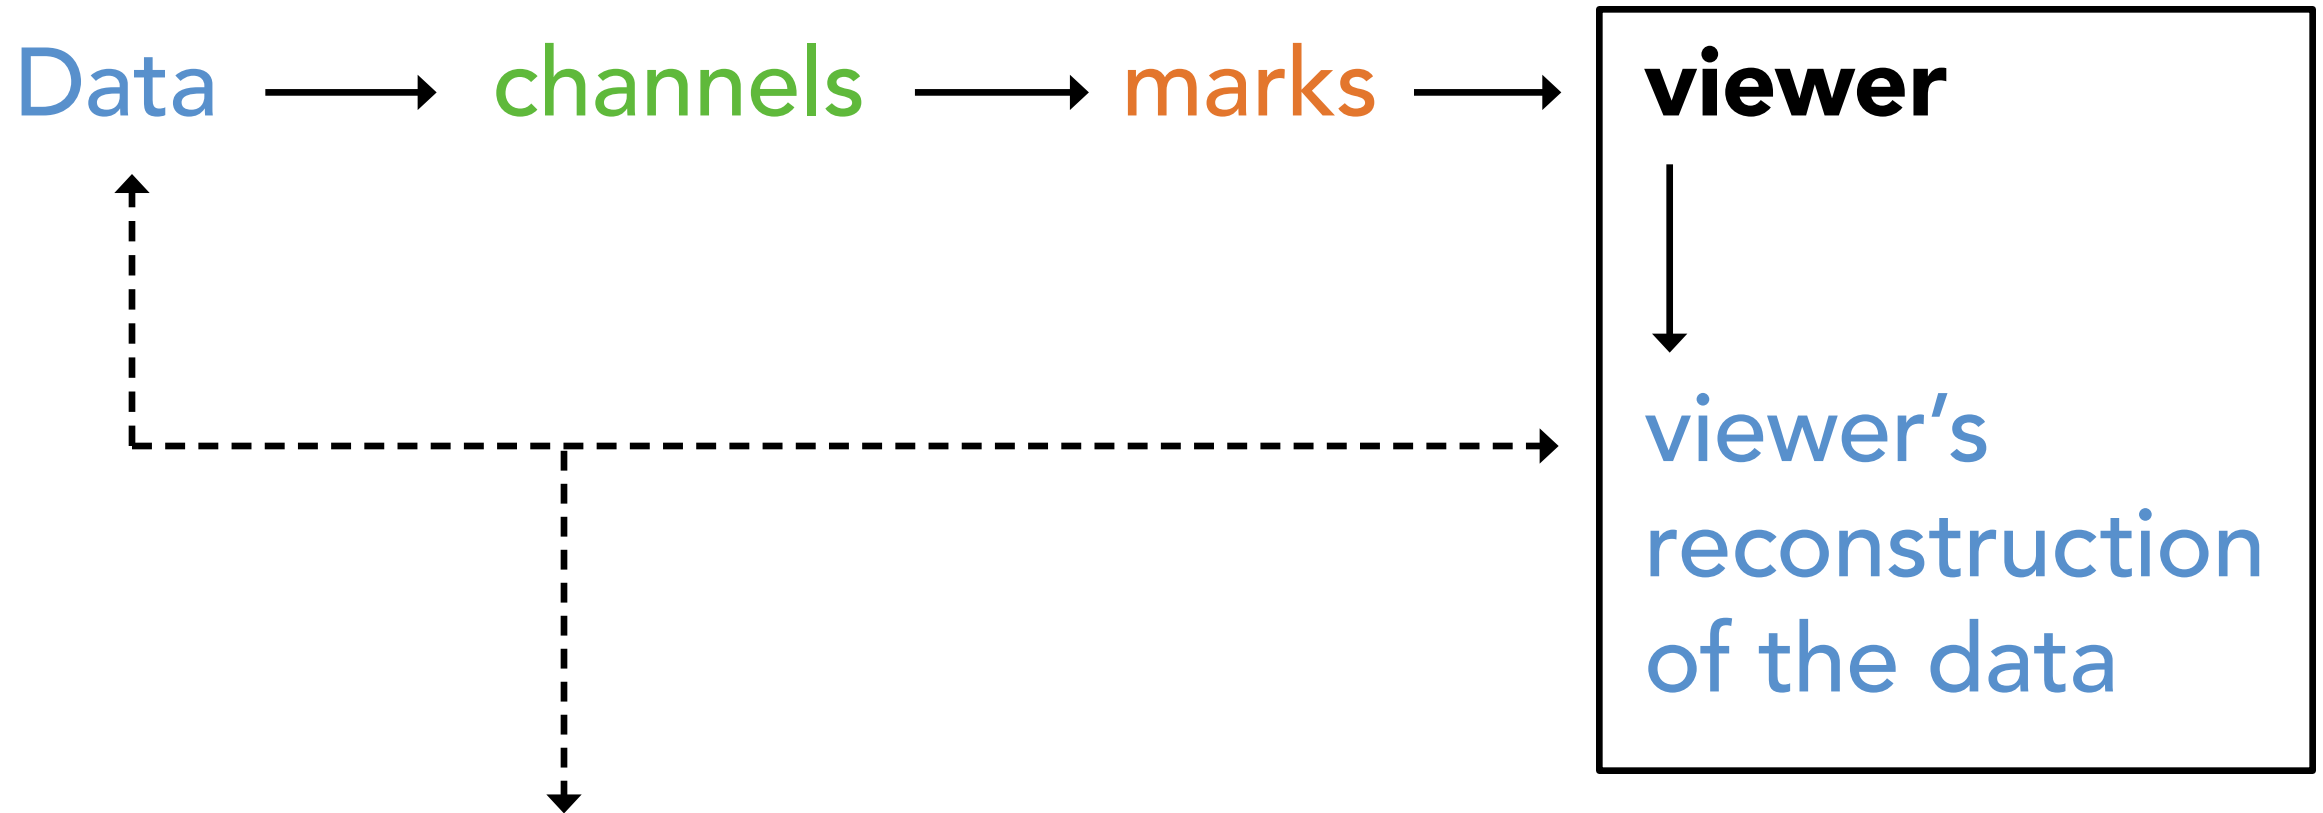 Data channels marks viewer
viewer’s
reconstruction
of the data